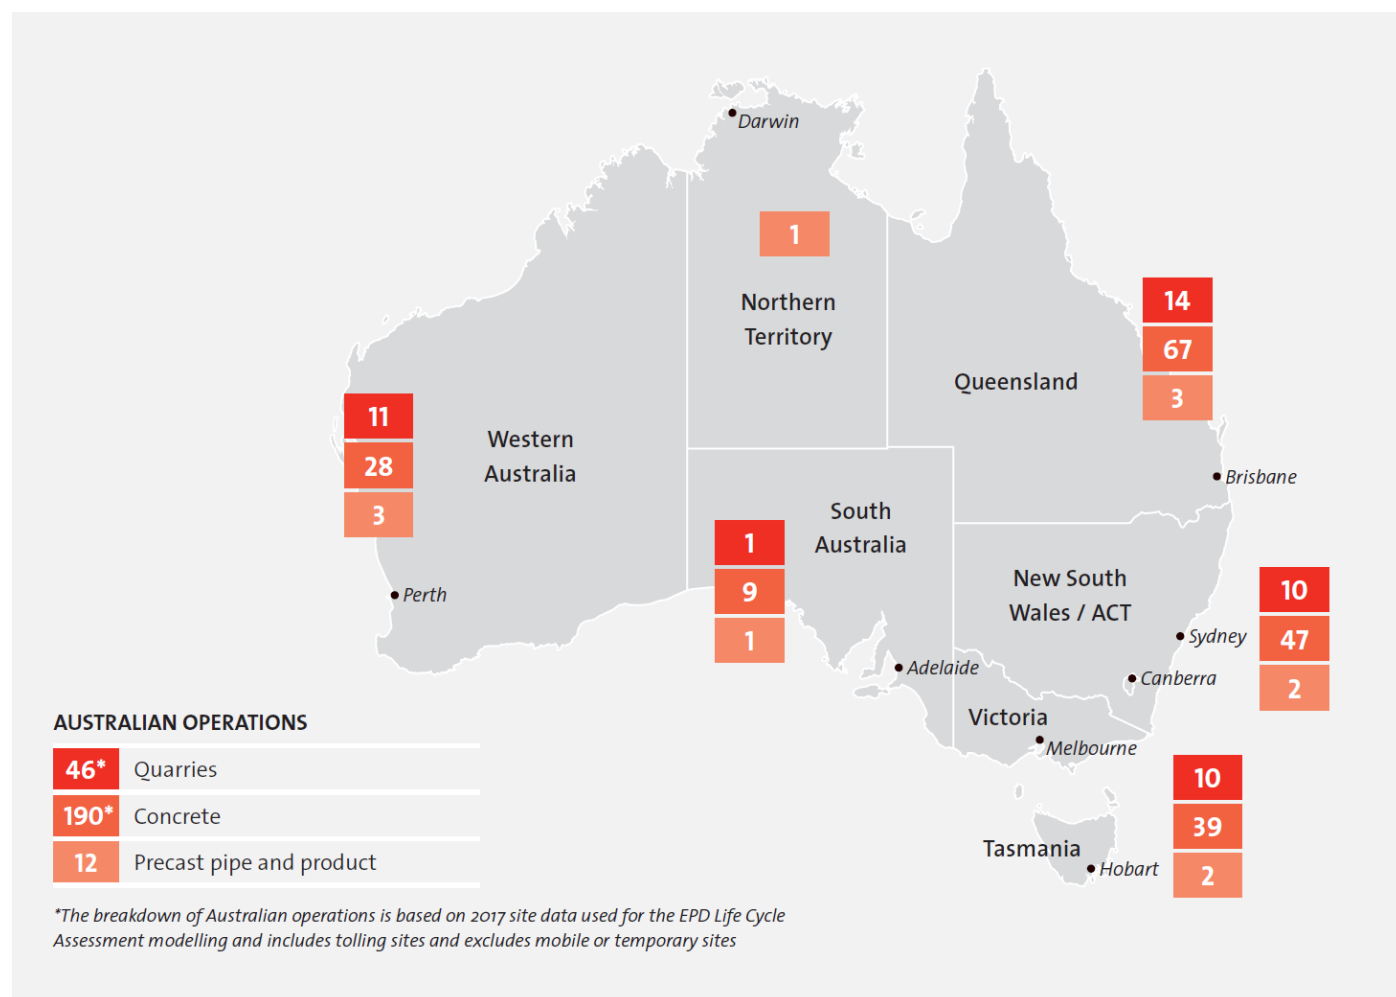 Darwin
1
Northern
Territory
14
67
3
Queensland
11
28
3
Western
Australia
Brisbane
South
Australia
1
9
1
New South
Wales / ACT
10
47
2
Perth
Sydney
Adelaide
Canberra
Victoria
Melbourne
10
39
2
Tasmania
Hobart
AUSTRALIAN OPERATIONS
46* Quarries
190* Concrete
12 Precast pipe and product
*The breakdown of Australian operations is based on 2017 site data used for the EPD Life Cycle
Assessment modelling and includes tolling sites and excludes mobile or temporary sites